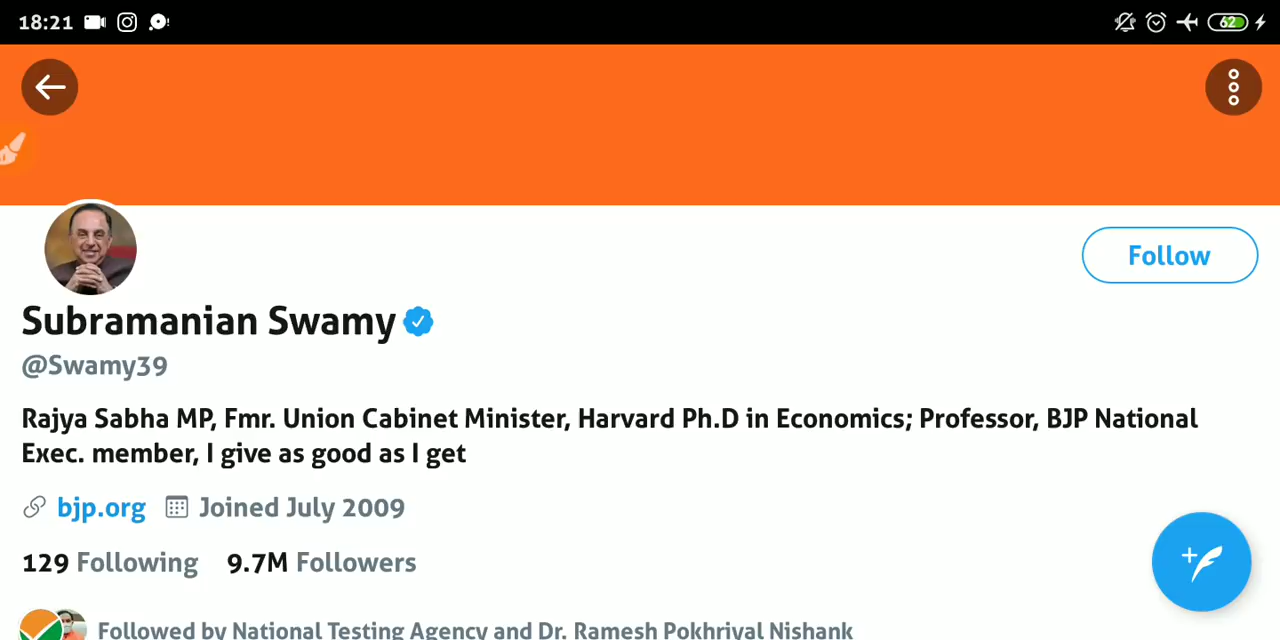 18:21
62
Follow
Subramanian Swamy
@Swamy39
Rajya Sabha MP, Fmr. Union Cabinet Minister, Harvard Ph.D in Economics; Professor, BJP National
Exec. member, I give as good as I get
bjp.org Joined July 2009
129 Following 9.7M Followers
Followed by National Testing Agency and Dr. Ramesh Pokhriyal Nishank